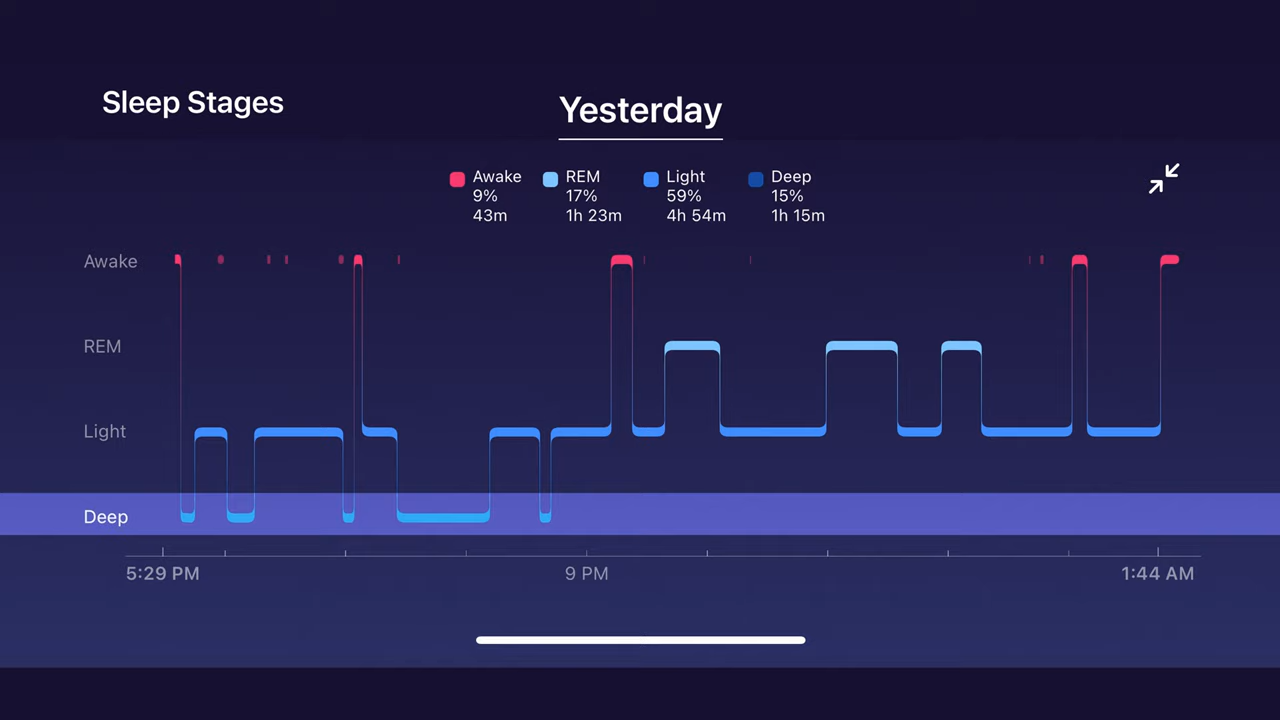 Sleep Stages
Yesterday
Awake
9%
43m
REM
17%
1h 23m
Light
59%
4h 54m
Deep
15%
1h 15m
Awake
REM
Light
Deep
5:29 PM
9 PM
1:44 AM